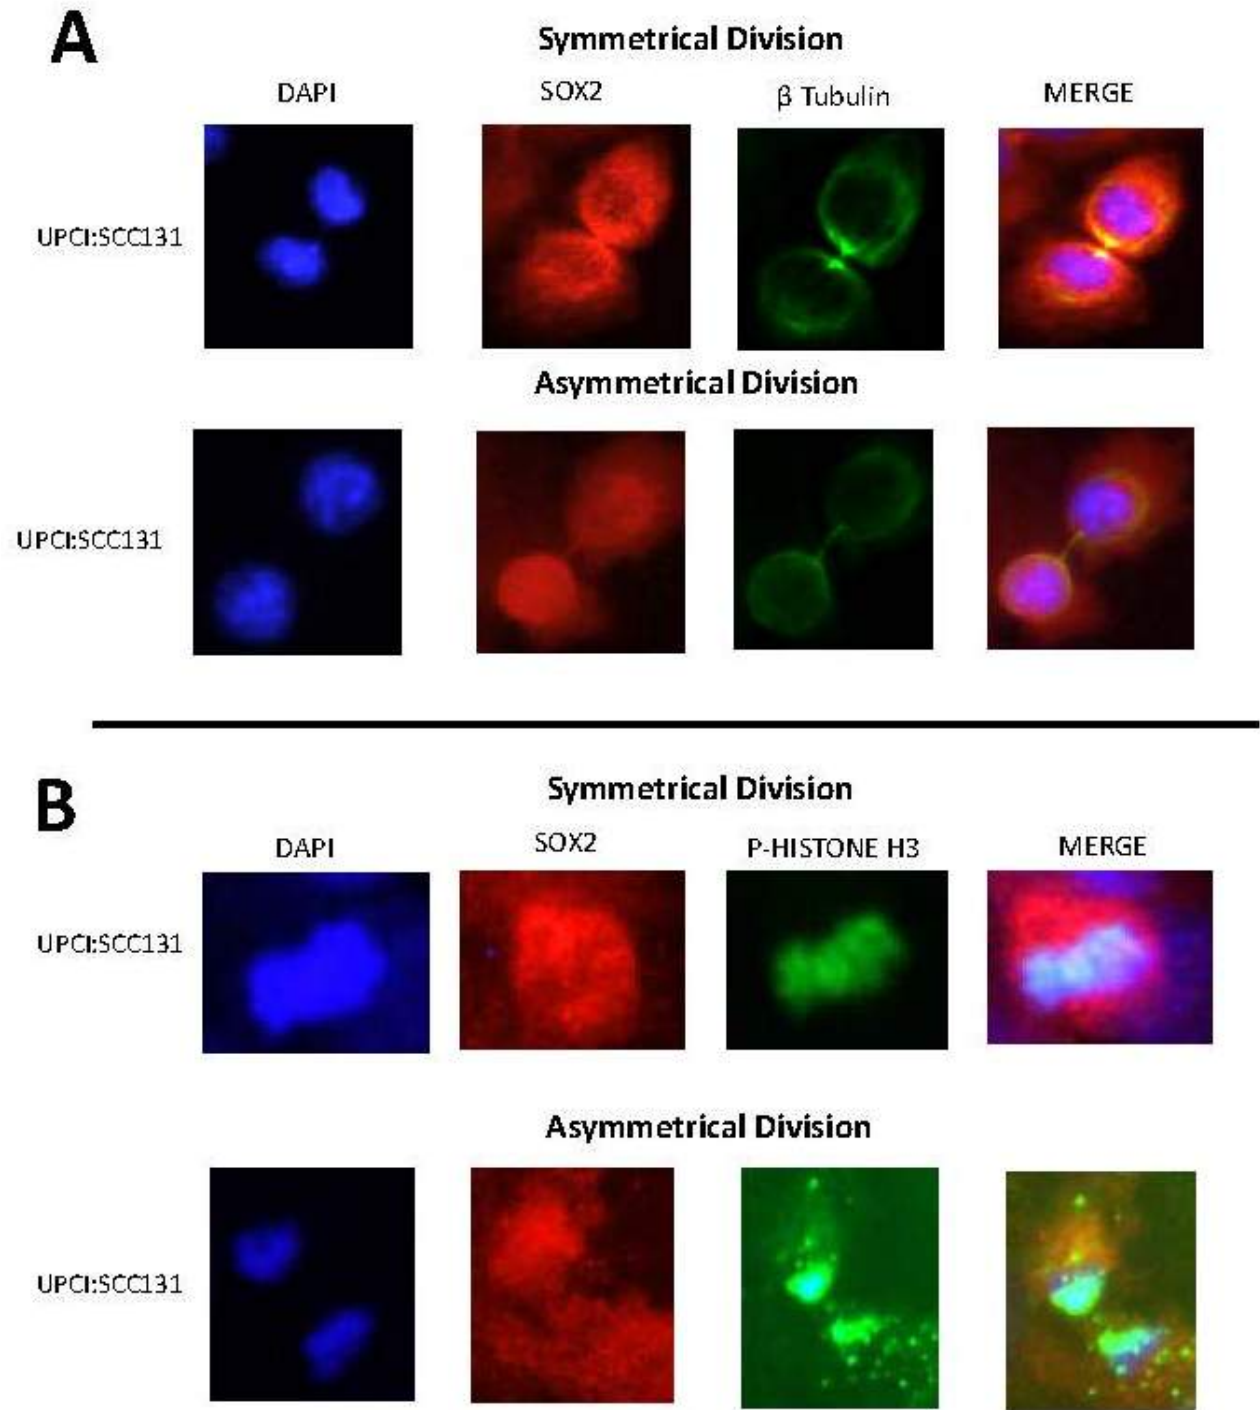 A
Symmetrical Division
DAPI SOX2 β Tubulin MERGE
UPCI:SCC131
Asymmetrical Division
UPCI:SCC131
B
Symmetrical Division
DAPI SOX2 P-HISTONE H3 MERGE
UPCI:SCC131
Asymmetrical Division
UPCI:SCC131